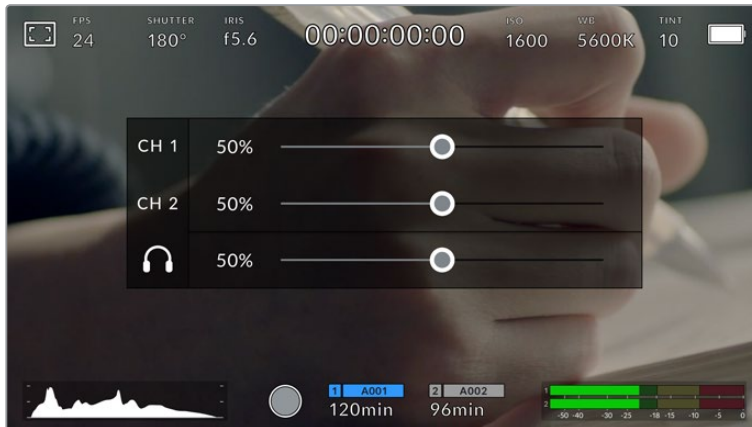 FPS SHUTTER IRIS ISO WB TINT
24 180° f5.6 00:00:00:00 1600 5600K 10
CH 1 50%
CH 2 50%
50%
1 A001 2 A002
120min 96min
1
2
-50 -40 -30 -25 -18 -15 -10 -5 0